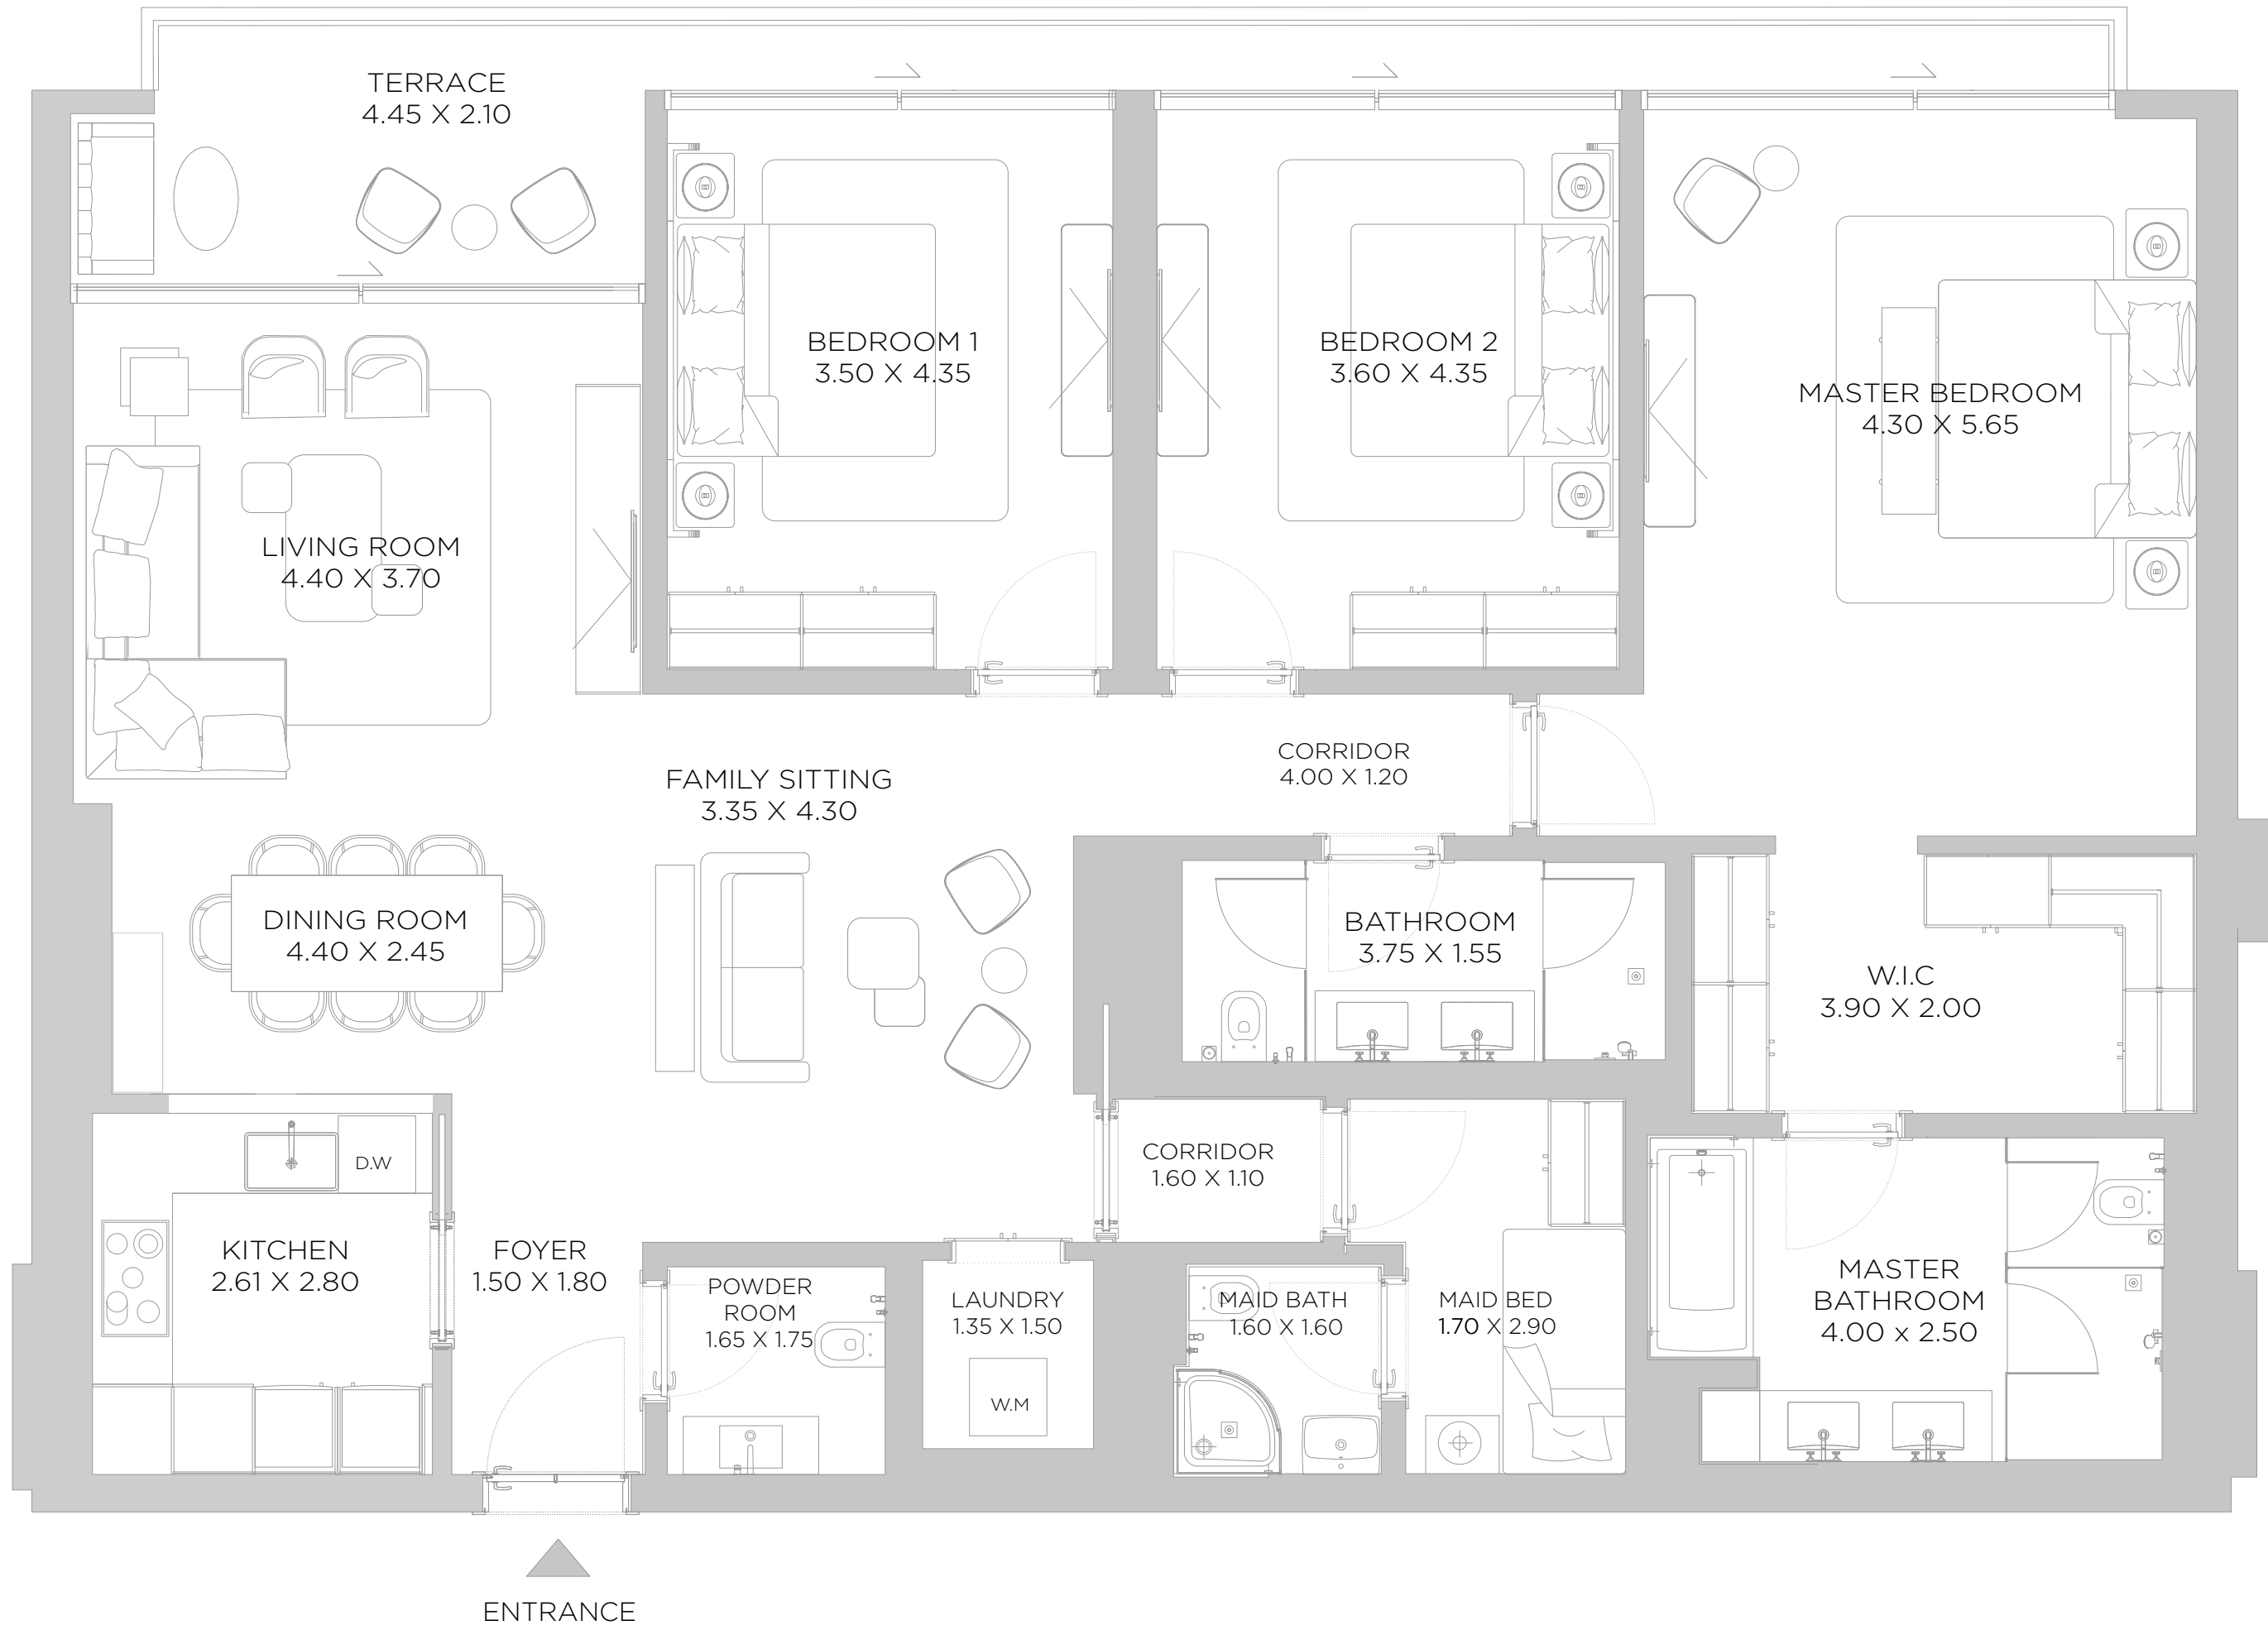 TERRACE
4.45 X 2.10
BEDROOM 1
3.50 X 4.35
BEDROOM 2
3.60 X 4.35
MASTER BEDROOM
4.30 X 5.65
LIVING ROOM
4.40 X 3.70
FAMILY SITTING
3.35 X 4.30
CORRIDOR
4.00 X 1.20
DINING ROOM
4.40 X 2.45
BATHROOM
3.75 X 1.55
W.I.C
3.90 X 2.00
D.W
KITCHEN
2.61 X 2.80
FOYER
1.50 X 1.80
POWDER
ROOM
1.65 X 1.75
LAUNDRY
1.35 X 1.50
W.M
CORRIDOR
1.60 X 1.10
MAID BATH
1.60 X 1.60
MAID BED
1.70 X 2.90
MASTER
BATHROOM
4.00 x 2.50
ENTRANCE